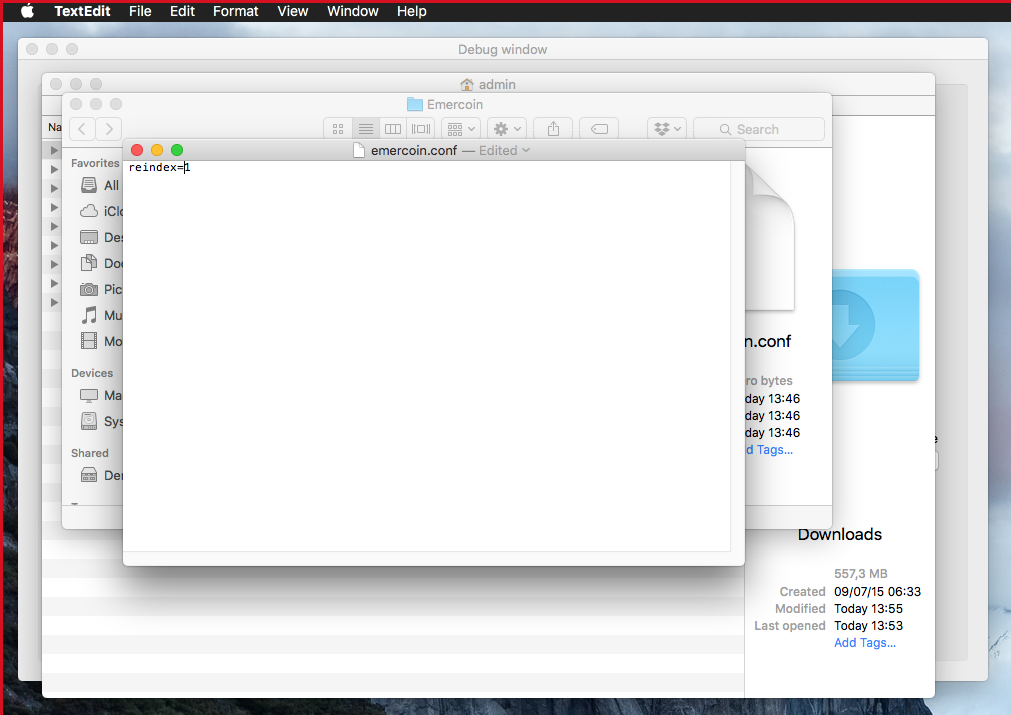 TextEdit File Edit Format View Window Help
Debug window
admin
Emercoin
Na
Search
emercoin.conf — Edited
reindex=1
Favorites
All
iClo
Des
Doc
Pic
Mu
Mo
Devices
Ma
Sys
Shared
Der
n.conf
ro bytes
day 13:46
day 13:46
day 13:46
d Tags...
e
Downloads
557,3 MB
Created 09/07/15 06:33
Modified Today 13:55
Last opened Today 13:53
Add Tags...